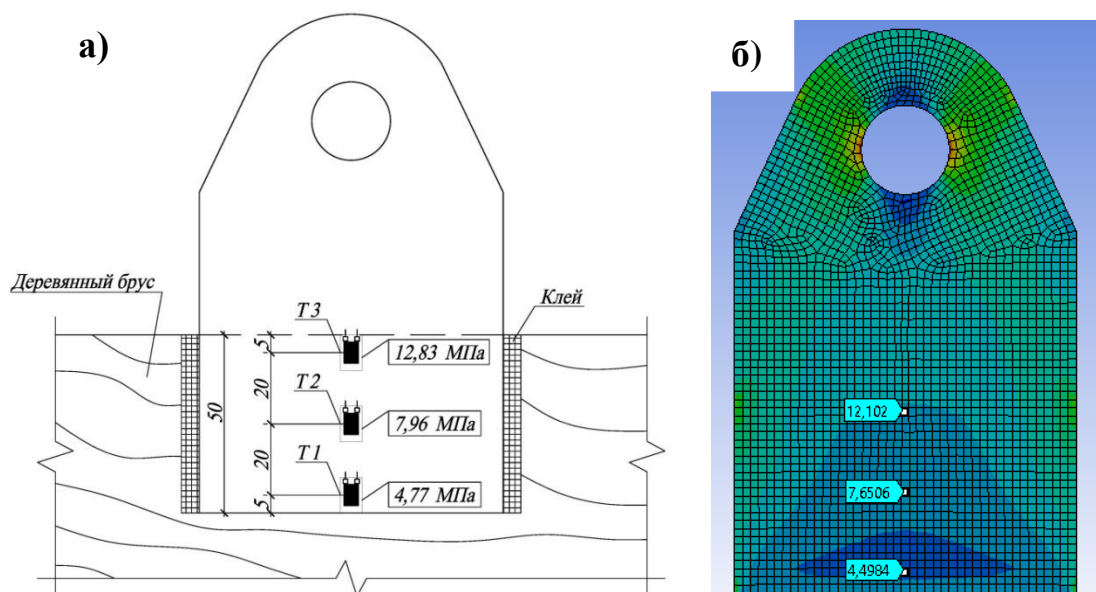 а)
б)
Деревянный брус
Клей
Т 3
5
12,83 МПа
20
Т 2
50
7,96 МПа
20
Т 1
4,77 МПа
5
12,102
7,6506
4,4984